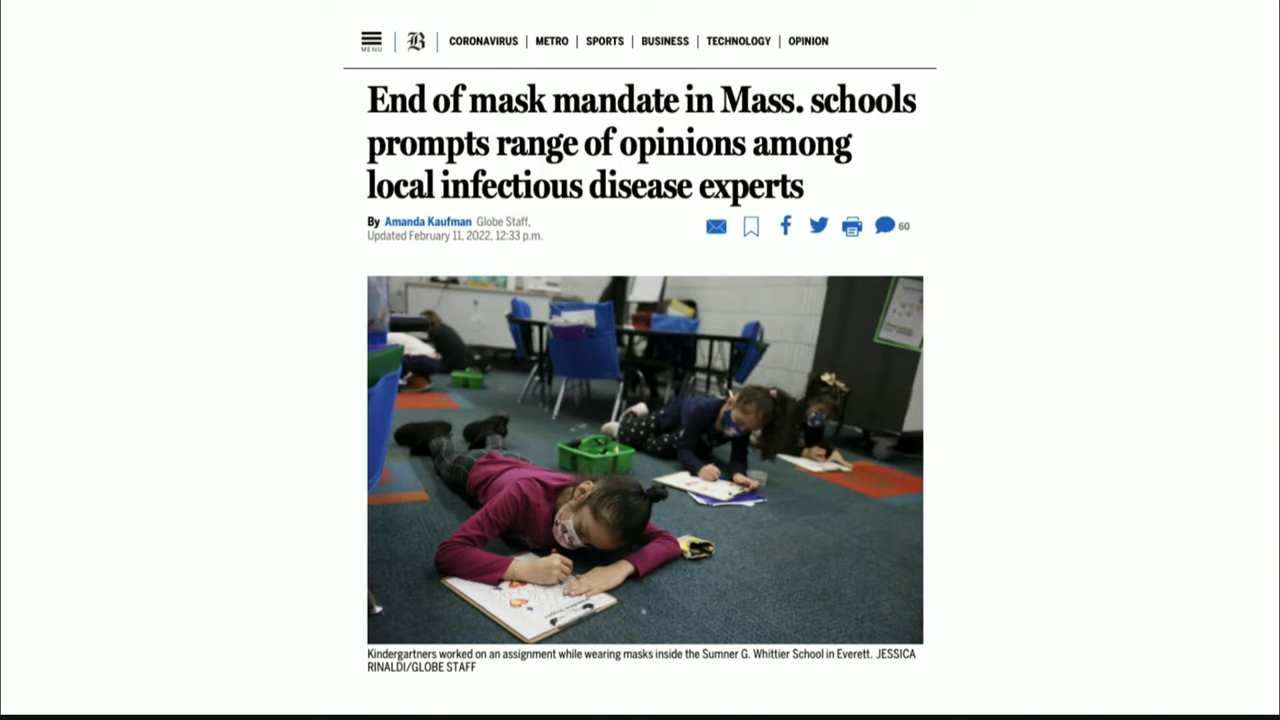 MENU
B
CORONAVIRUS | METRO | SPORTS | BUSINESS | TECHNOLOGY | OPINION
End of mask mandate in Mass. schools
prompts range of opinions among
local infectious disease experts
By Amanda Kaufman Globe Staff,
Updated February 11, 2022, 12:33 p.m.
60
Kindergartners worked on an assignment while wearing masks inside the Sumner G. Whittier School in Everett. JESSICA
RINALDI/GLOBE STAFF